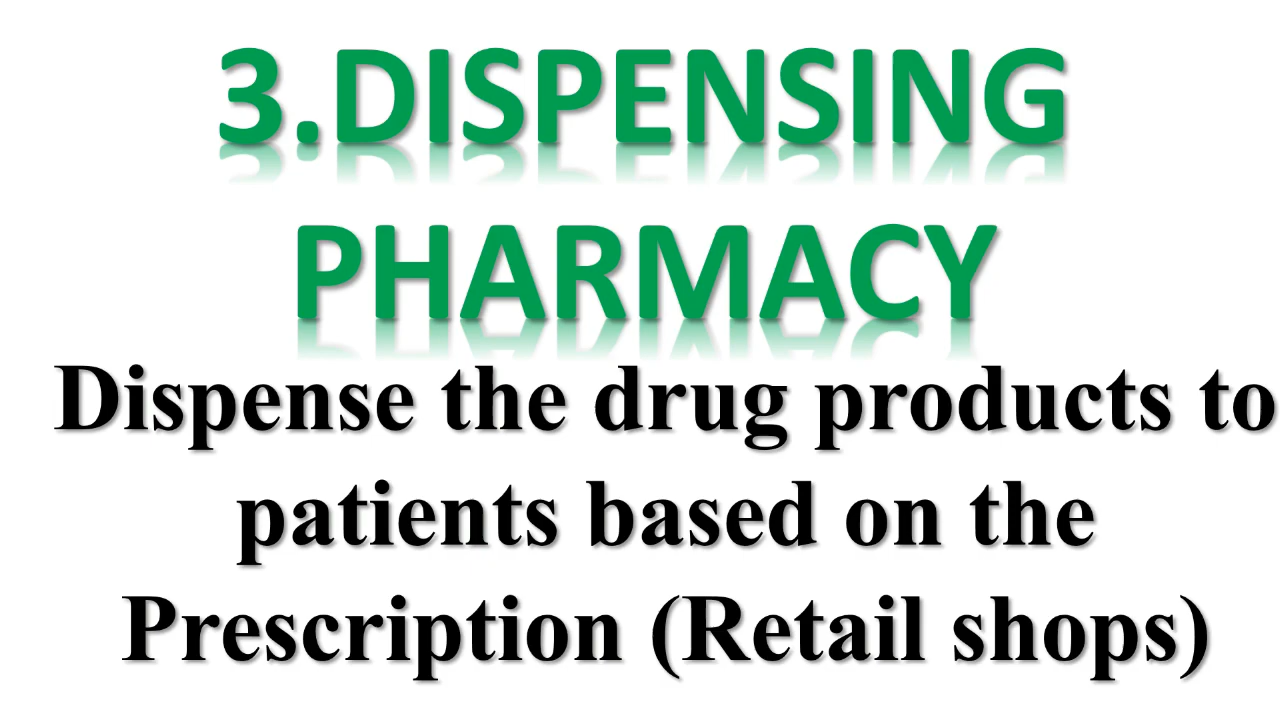 3.DISPENSING
PHARMACY
Dispense the drug products to
patients based on the
Prescription (Retail shops)